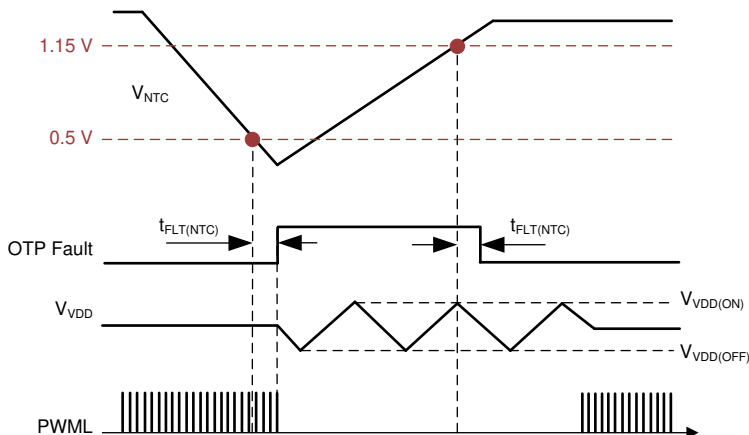 1.15 V
V_NTC
0.5 V
t_FLT(NTC)
t_FLT(NTC)
OTP Fault
V_VDD
V_VDD(ON)
V_VDD(OFF)
PWML